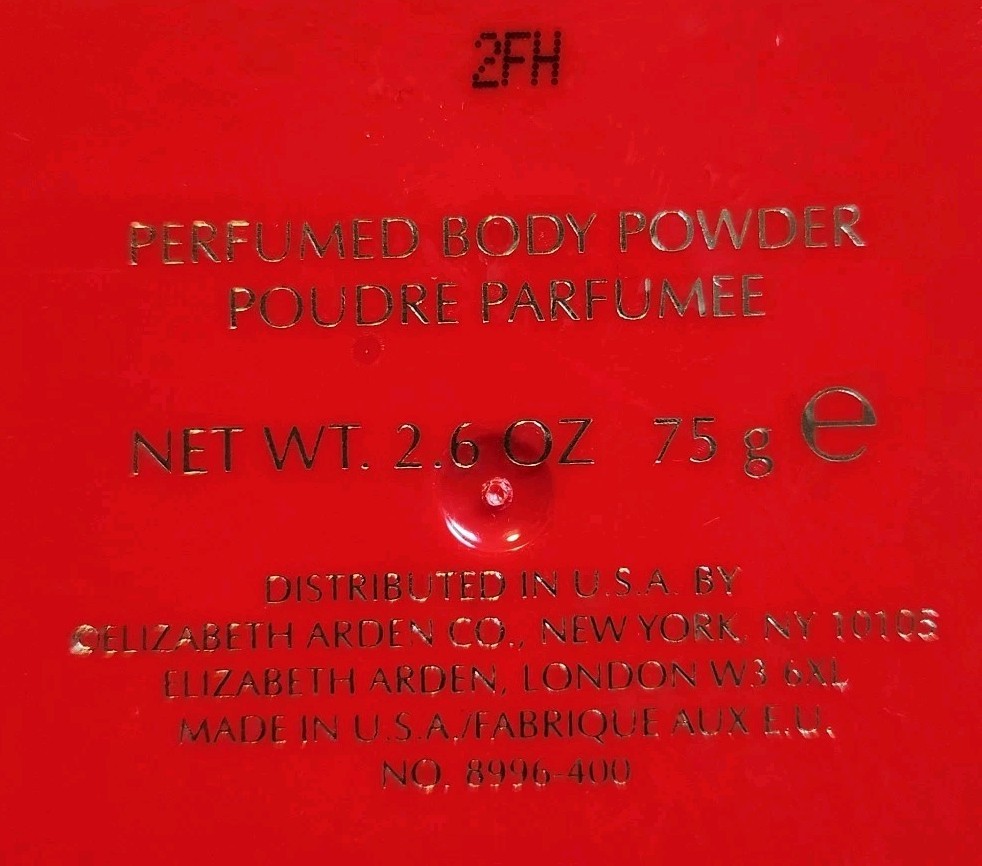 2FH
PERFUMED BODY POWDER
POUDRE PARFUMEE
NET WT. 2.6 OZ 75 g ℮
DISTRIBUTED IN U.S.A. BY
©ELIZABETH ARDEN CO., NEW YORK, NY 10103
ELIZABETH ARDEN, LONDON W3 6XL
MADE IN U.S.A./FABRIQUE AUX E.U.
NO. 8996-400